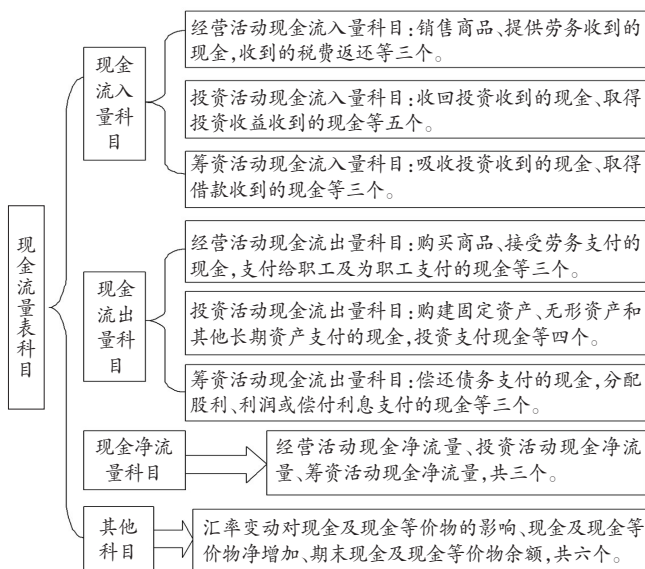 现金流量表科目
现金
流入
量科
目
经营活动现金流入量科目:销售商品、提供劳务收到的
现金,收到的税费返还等三个。
投资活动现金流入量科目:收回投资收到的现金、取得
投资收益收到的现金等五个。
筹资活动现金流入量科目:吸收投资收到的现金、取得
借款收到的现金等三个。
现金
流出
量科
目
经营活动现金流出量科目:购买商品、接受劳务支付的
现金,支付给职工及为职工支付的现金等三个。
投资活动现金流出量科目:购建固定资产、无形资产和
其他长期资产支付的现金,投资支付现金等四个。
筹资活动现金流出量科目:偿还债务支付的现金,分配
股利、利润或偿付利息支付的现金等三个。
现金净流
量科目
经营活动现金净流量、投资活动现金净流
量、筹资活动现金净流量,共三个。
其他
科目
汇率变动对现金及现金等价物的影响、现金及现金等
价物净增加、期末现金及现金等价物余额,共六个。